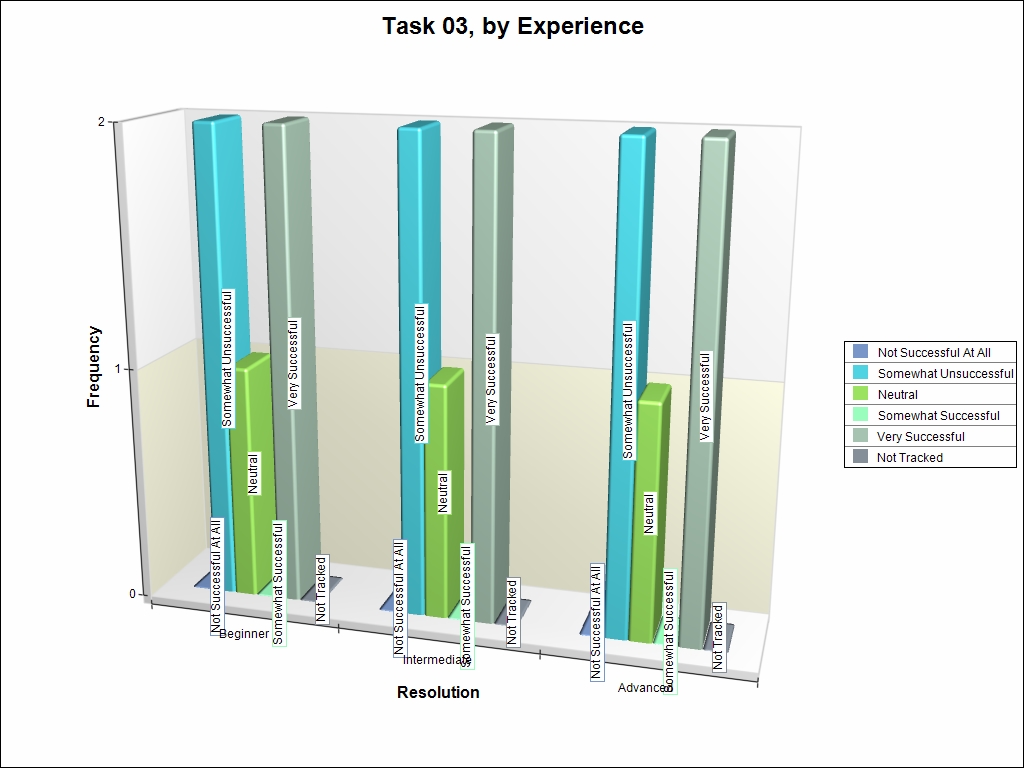 Task 03, by Experience
2
1
0
Frequency
Somewhat Unsuccessful
Very Successful
Neutral
Not Successful At All
Somewhat Successful
Not Tracked
Beginner
Somewhat Unsuccessful
Very Successful
Neutral
Not Successful At All
Somewhat Successful
Not Tracked
Intermediate
Somewhat Unsuccessful
Very Successful
Neutral
Not Successful At All
Somewhat Successful
Not Tracked
Advanced
Resolution
Not Successful At All
Somewhat Unsuccessful
Neutral
Somewhat Successful
Very Successful
Not Tracked